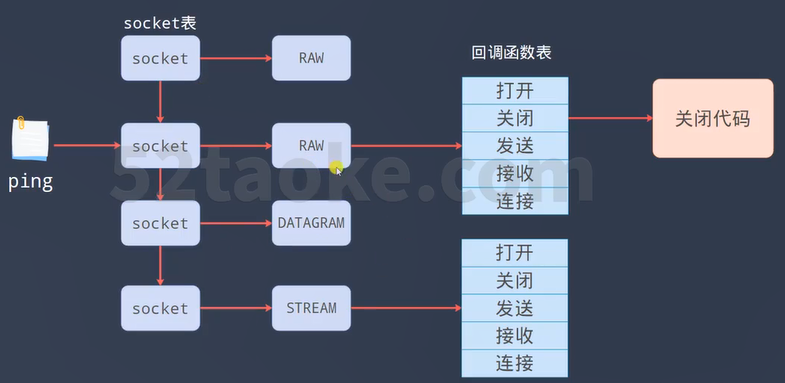 socket表
socket
RAW
回调函数表
打开
关闭
发送
接收
连接
关闭代码
ping
socket
RAW
socket
DATAGRAM
socket
STREAM
打开
关闭
发送
接收
连接
52taoke.com